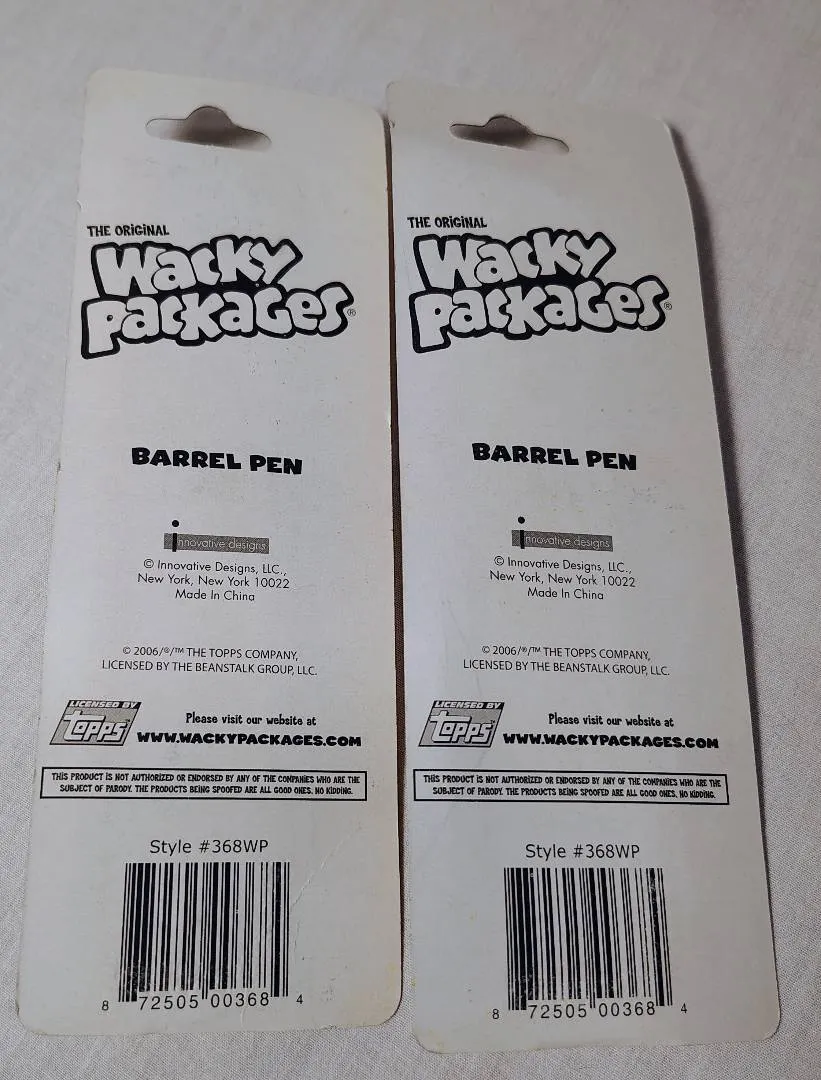 THE ORiGiNAL
Wacky
Packages®
BARREL PEN
innovative designs
© Innovative Designs, LLC.,
New York, New York 10022
Made In China
© 2006/®/™ THE TOPPS COMPANY,
LICENSED BY THE BEANSTALK GROUP, LLC.
LICENSED BY
topps
Please visit our website at
WWW.WACKYPACKAGES.COM
THIS PRODUCT IS NOT AUTHORIZED OR ENDORSED BY ANY OF THE COMPANIES WHO ARE THE
SUBJECT OF PARODY. THE PRODUCTS BEING SPOOFED ARE ALL GOOD ONES. NO KIDDING.
Style #368WP
8 72505 00368 4
THE ORiGiNAL
Wacky
Packages®
BARREL PEN
innovative designs
© Innovative Designs, LLC.,
New York, New York 10022
Made In China
© 2006/®/™ THE TOPPS COMPANY,
LICENSED BY THE BEANSTALK GROUP, LLC.
LICENSED BY
topps
Please visit our website at
WWW.WACKYPACKAGES.COM
THIS PRODUCT IS NOT AUTHORIZED OR ENDORSED BY ANY OF THE COMPANIES WHO ARE THE
SUBJECT OF PARODY. THE PRODUCTS BEING SPOOFED ARE ALL GOOD ONES. NO KIDDING.
Style #368WP
8 72505 00368 4